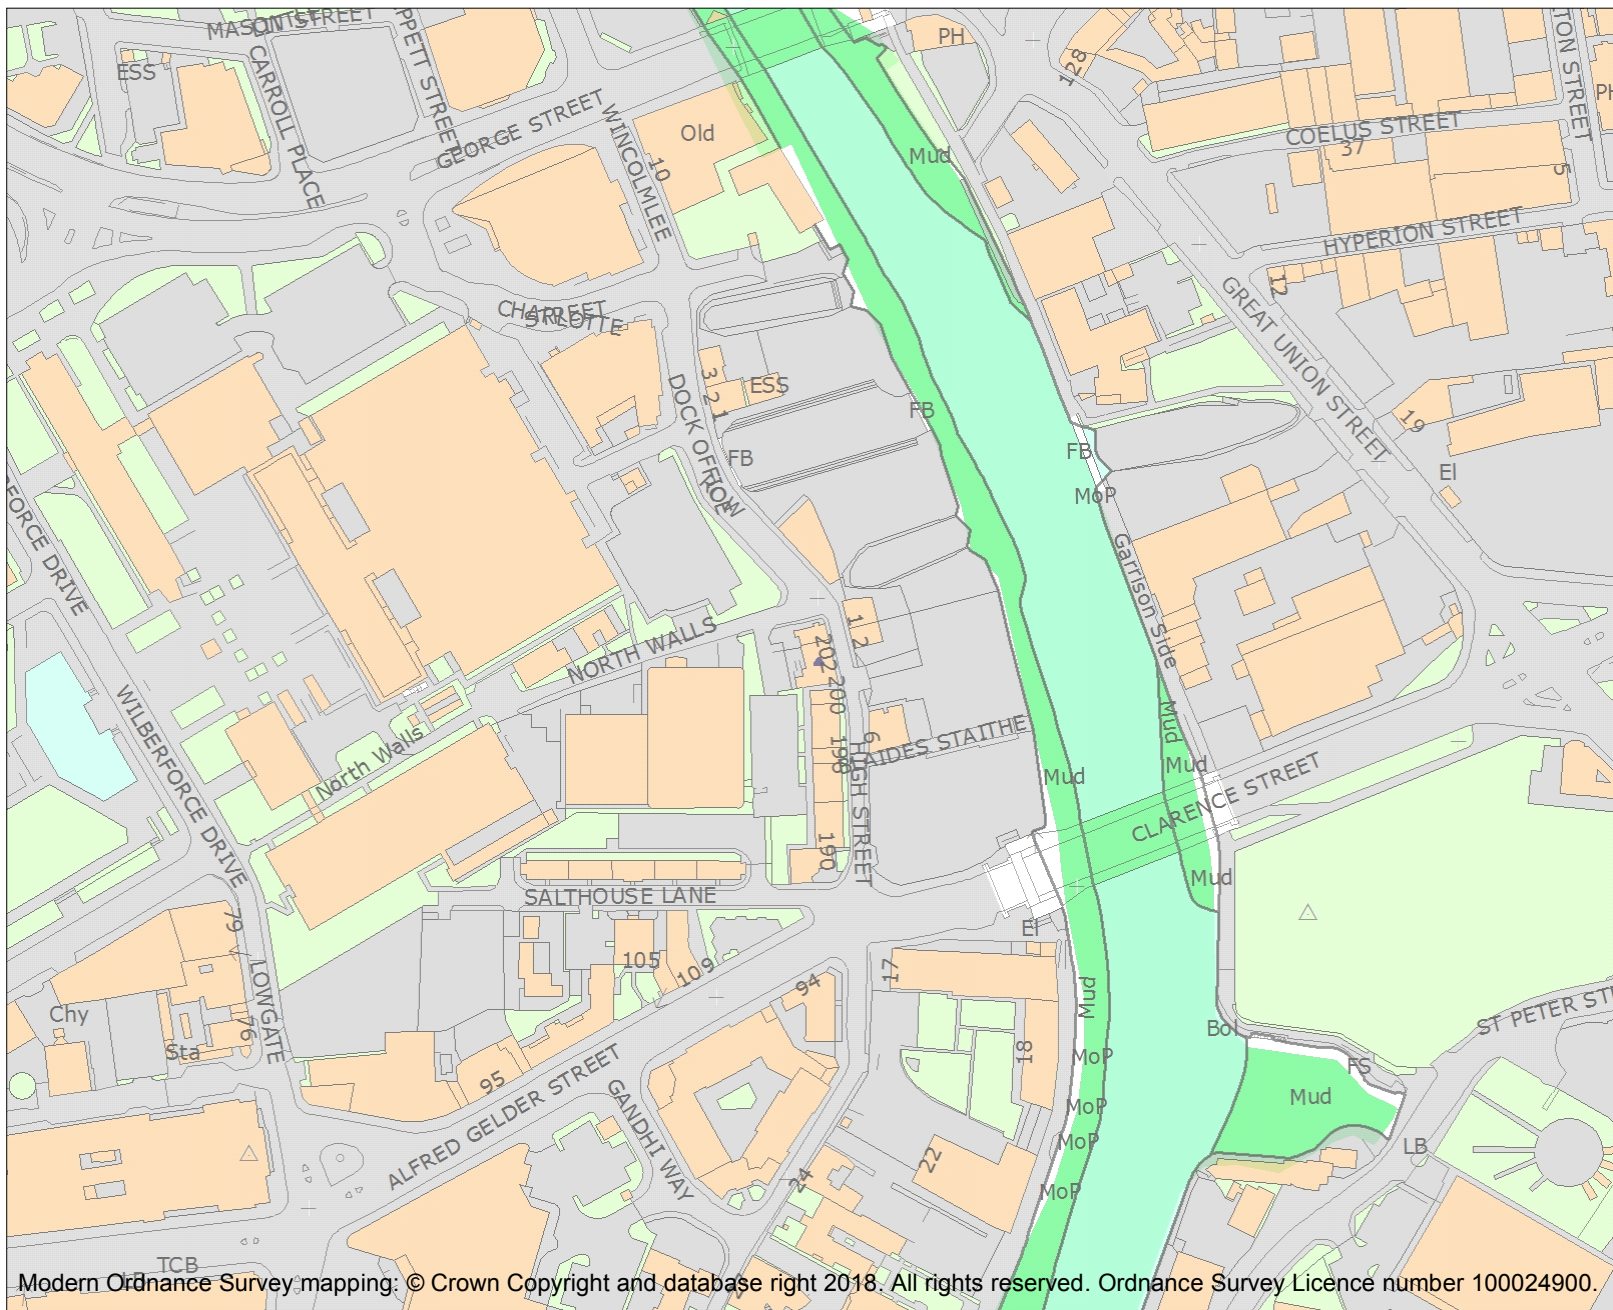 MASON STREET
PH
ESS
CARROLL PLACE
128
GEORGE STREET
WINCOLMLEE
Old
10
Mud
COELUS STREET
37
5
HYPERION STREET
12
GREAT UNION STREET
CHARLOTTE
STREET
DOCK OFFICE
ROW
3
2
1
ESS
FB
FB
19
FB
MoP
El
Garrison Side
1
2
NORTH WALLS
202
200
198
6
WILBERFORCE DRIVE
North Walls
HIGH STREET
Mud
Mud
Mud
CLARENCE STREET
190
SALTHOUSE LANE
Mud
79
El
LOWGATE
105
109
94
17
Mud
Chy
Sta
76
Bol
95
18
MoP
FS
Mud
ALFRED GELDER STREET
GANDHI WAY
MoP
MoP
LB
22
24
MoP
TCB
Modern Ordnance Survey mapping: © Crown Copyright and database right 2018. All rights reserved. Ordnance Survey Licence number 100024900.